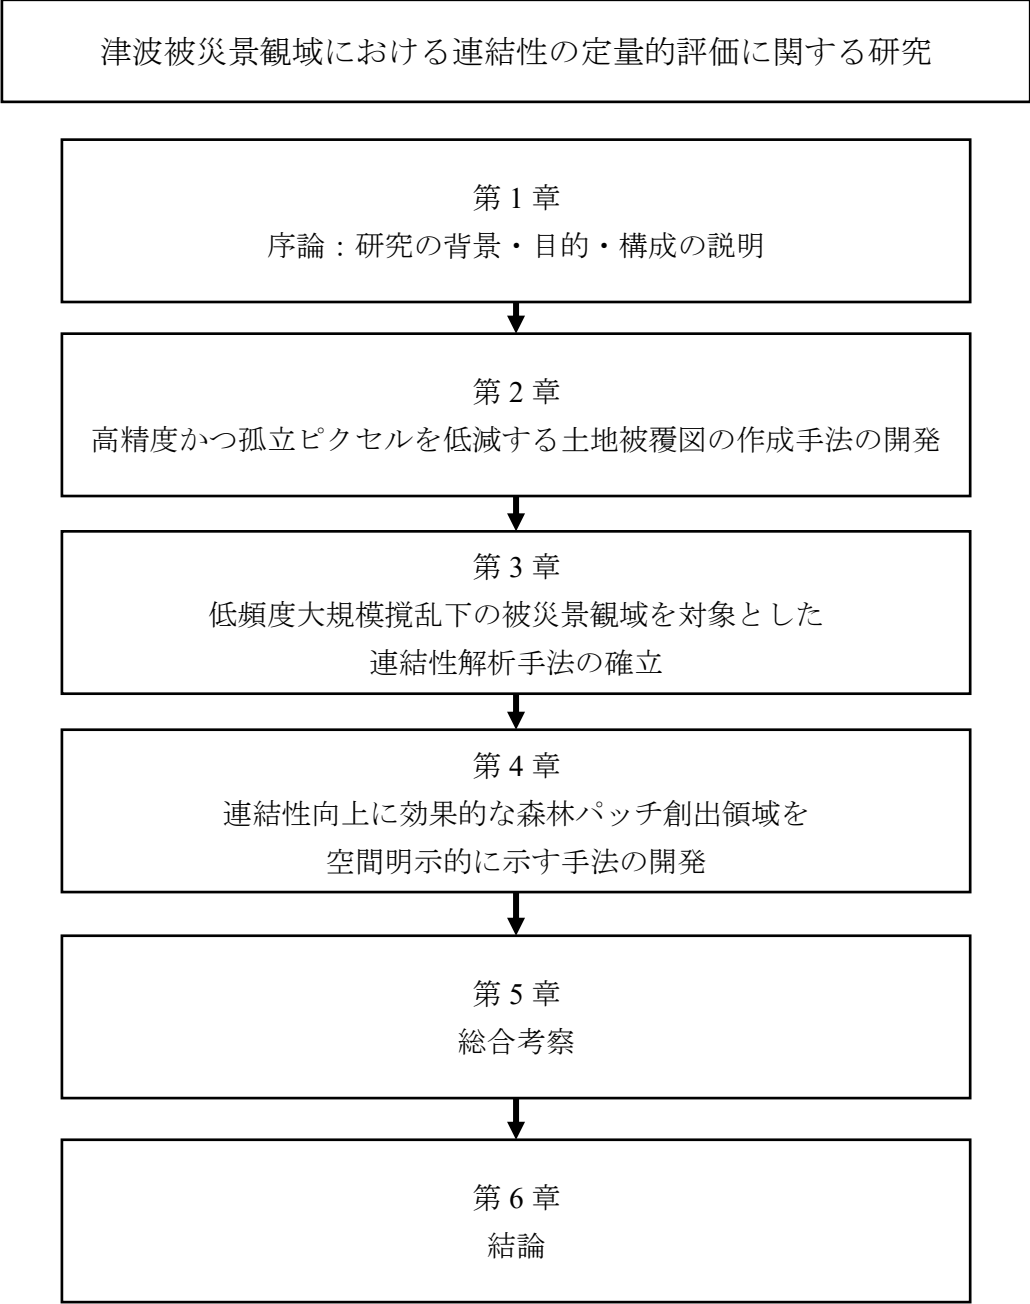 津波被災景観域における連結性の定量的評価に関する研究
第 1 章
序論：研究の背景・目的・構成の説明
第 2 章
高精度かつ孤立ピクセルを低減する土地被覆図の作成手法の開発
第 3 章
低頻度大規模撹乱下の被災景観域を対象とした
連結性解析手法の確立
第 4 章
連結性向上に効果的な森林パッチ創出領域を
空間明示的に示す手法の開発
第 5 章
総合考察
第 6 章
結論